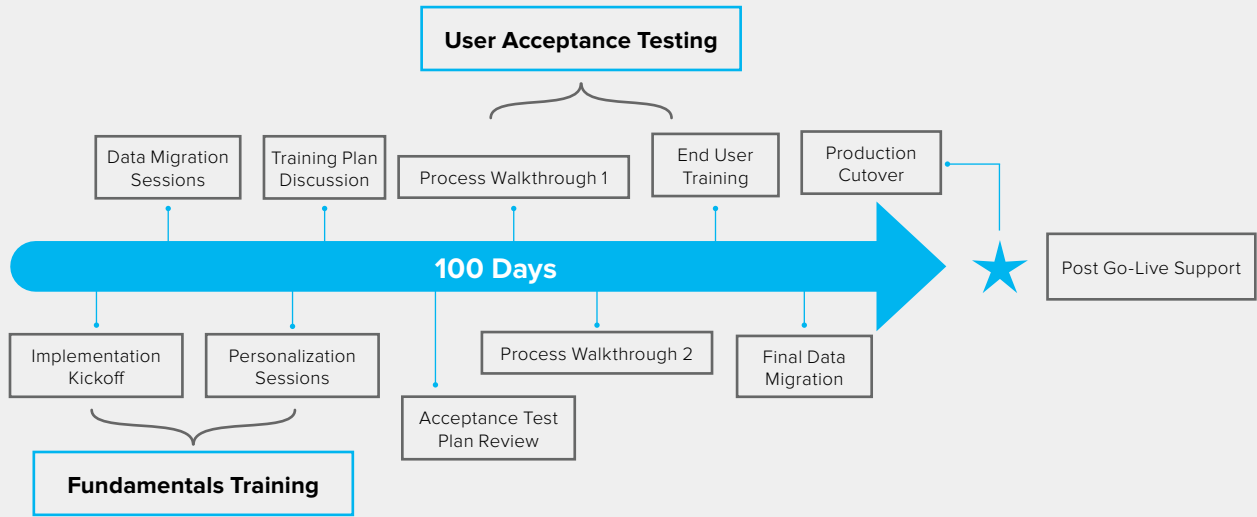 User Acceptance Testing
Data Migration
Sessions
Training Plan
Discussion
Process Walkthrough 1
End User
Training
Production
Cutover
100 Days
Post Go-Live Support
Implementation
Kickoff
Personalization
Sessions
Acceptance Test
Plan Review
Process Walkthrough 2
Final Data
Migration
Fundamentals Training